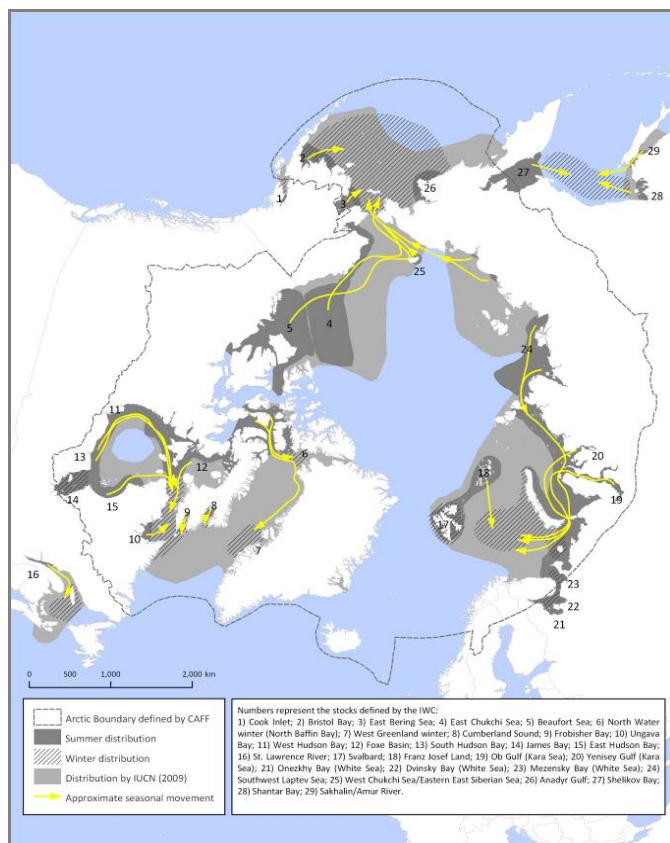 2
29
27
28
26
1
3
25
5
4
24
11
6
20
13
12
18
14
19
15
9
8
10
17
7
16
23
22
21
0 500 1,000 2,000 km
Arctic Boundary defined by CAFF
Summer distribution
Winter distribution
Distribution by IUCN (2009)
Approximate seasonal movement
Numbers represent the stocks defined by the IWC:
1) Cook Inlet; 2) Bristol Bay; 3) East Bering Sea; 4) East Chukchi Sea; 5) Beaufort Sea; 6) North Water
winter (North Baffin Bay); 7) West Greenland winter; 8) Cumberland Sound; 9) Frobisher Bay; 10) Ungava
Bay; 11) West Hudson Bay; 12) Foxe Basin; 13) South Hudson Bay; 14) James Bay; 15) East Hudson Bay;
16) St. Lawrence River; 17) Svalbard; 18) Franz Josef Land; 19) Ob Gulf (Kara Sea); 20) Yenisey Gulf (Kara
Sea); 21) Onezkhy Bay (White Sea); 22) Dvinsky Bay (White Sea); 23) Mezensky Bay (White Sea); 24)
Southwest Laptev Sea; 25) West Chukchi Sea/Eastern East Siberian Sea; 26) Anadyr Gulf; 27) Shelikov Bay;
28) Shantar Bay; 29) Sakhalin/Amur River.